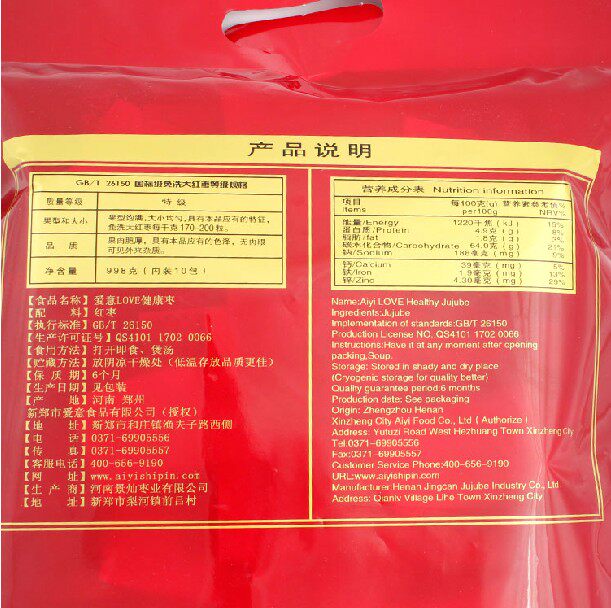 产品说明
GB/T 26150 国标级免洗大红枣等级规格
质量等级 特级
果型和大小 果型饱满,大小均匀,具有本品应有的特征,
免洗大红枣每千克170-200粒。
品质 果肉肥厚,具有本品应有的色泽,无肉眼
可见外来杂质。
净含量 998克(内装10包)
【食品名称】爱意LOVE健康枣
【配 料】红枣
【执行标准】GB/T 26150
【生产许可证号】QS4101 1702 0066
【食用方法】打开即食、煲汤
【贮藏方法】放阴凉干燥处(低温存放品质更佳)
【保 质 期】6个月
【生产日期】见包装
【产 地】河南 郑州
新郑市爱意食品有限公司(授权)
【地 址】新郑市和庄镇渔夫子路西侧
【电 话】0371-69905556
【传 真】0371-69905557
【客服电话】400-656-9190
【网 址】www.aiyishipin.com
【生 产 商】河南景灿枣业有限公司
【地 址】新郑市梨河镇前吕村
营养成分表 Nutrition information
项目 每100克(g) 营养素参考值%
Items per100g NRV%
能量/Energy 1220千焦 (kJ)
蛋白质/Protein 4.9克 (g)
脂肪/fat .8克 (g)
碳水化合物/Carbohydrate 64.0克 (g) 21%
钠/Sodium 188毫克 (mg) 9%
钙/Calcium 39毫克 (mg) 5%
铁/Iron 1.9毫克 (mg) 13%
锌/Zinc 4.30毫克 (mg) 29%
Name:Aiyi LOVE Healthy Jujube
Ingredients:Jujube
Implementation of standards:GB/T 26150
Production License NO. QS4101 1702 0066
Instructions:Have it at any moment after opening
packing,Soup.
Storage: Stored in shady and dry place
(Cryogenic storage for quality better)
Quality guarantee period:6 months
Production date: See packaging
Origin: Zhengzhou Henan
Xinzheng City Aiyi Food Co., Ltd ( Authorize )
Address: Yufuzi Road West Hezhuang Town Xinzheng City
Tel:0371-69905556
Fax:0371-69905557
Customer Service Phone:400-656-9190
URL:www.aiyishipin.com
Manufacturer:Henan Jingcan Jujube Industry Co., Ltd.
Address: Qianlv Village Lihe Town Xinzheng City